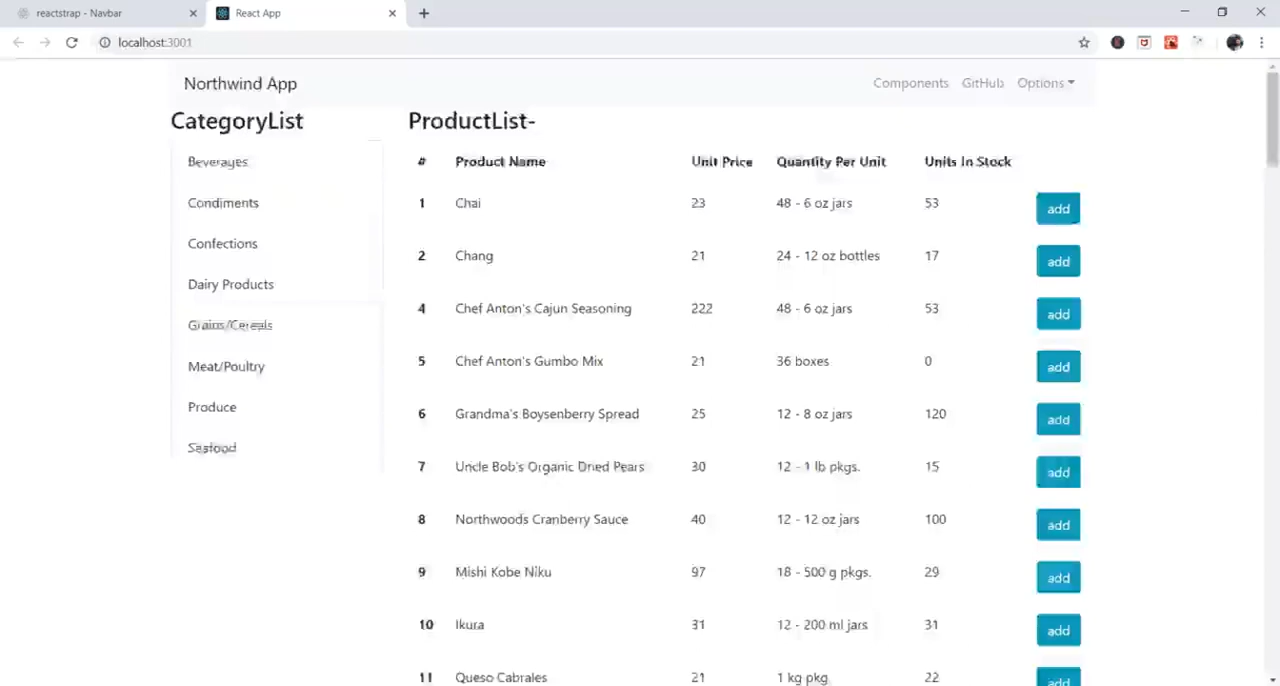 reactstrap - Navbar
React App
localhost:3001
Northwind App
Components GitHub Options
CategoryList
Beverages
Condiments
Confections
Dairy Products
Grains/Cereals
Meat/Poultry
Produce
Seafood
ProductList-
# Product Name Unit Price Quantity Per Unit Units In Stock
1 Chai 23 48 - 6 oz jars 53 add
2 Chang 21 24 - 12 oz bottles 17 add
4 Chef Anton's Cajun Seasoning 222 48 - 6 oz jars 53 add
5 Chef Anton's Gumbo Mix 21 36 boxes 0 add
6 Grandma's Boysenberry Spread 25 12 - 8 oz jars 120 add
7 Uncle Bob's Organic Dried Pears 30 12 - 1 lb pkgs. 15 add
8 Northwoods Cranberry Sauce 40 12 - 12 oz jars 100 add
9 Mishi Kobe Niku 97 18 - 500 g pkgs. 29 add
10 Ikura 31 12 - 200 ml jars 31 add
11 Queso Cabrales 21 1 kg pkg. 22 add